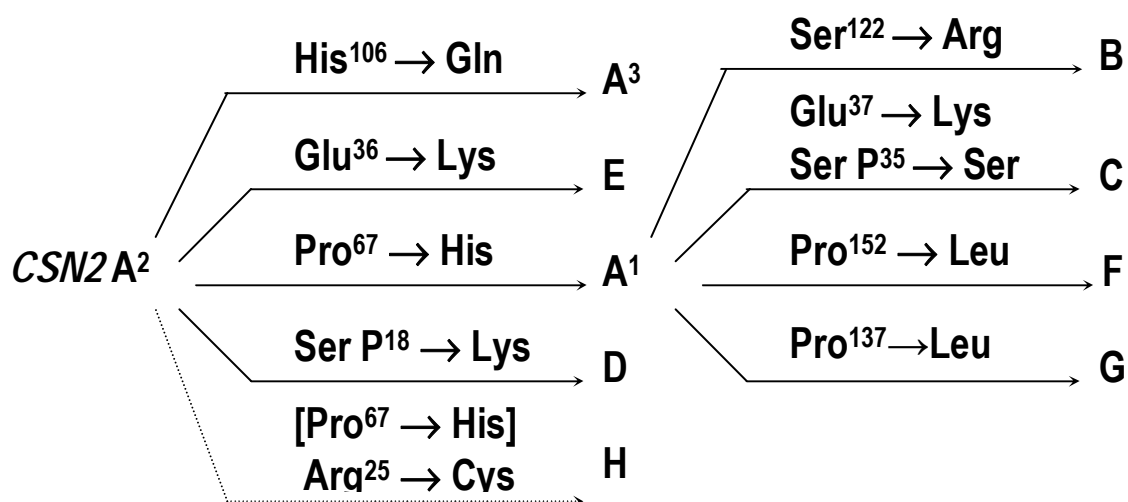 His¹⁰⁶ → Gln
A³
Glu³⁶ → Lys
E
CSN2 A²
Pro⁶⁷ → His
A¹
Ser P¹⁸ → Lys
D
[Pro⁶⁷ → His]
Arg²⁵ → Cys
H
Ser¹²² → Arg
B
Glu³⁷ → Lys
Ser P³⁵ → Ser
C
Pro¹⁵² → Leu
F
Pro¹³⁷→Leu
G